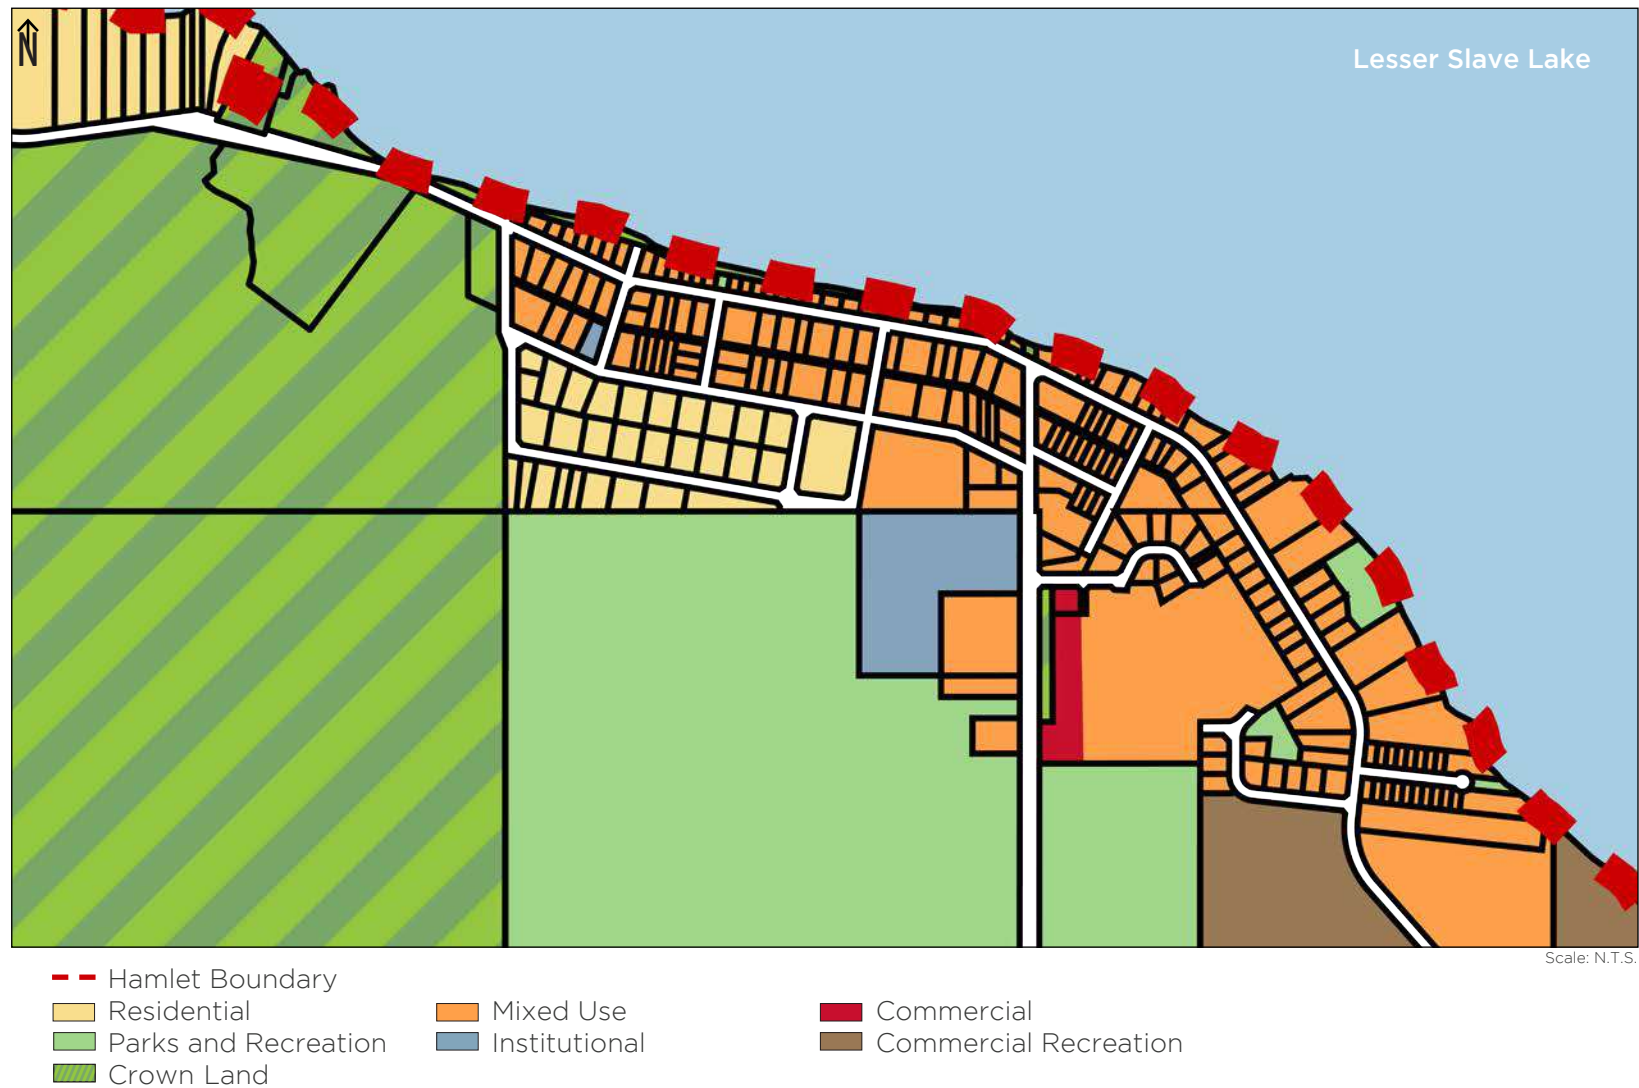 N
Lesser Slave Lake
Scale: N.T.S.
Hamlet Boundary
Residential
Mixed Use
Commercial
Parks and Recreation
Institutional
Commercial Recreation
Crown Land